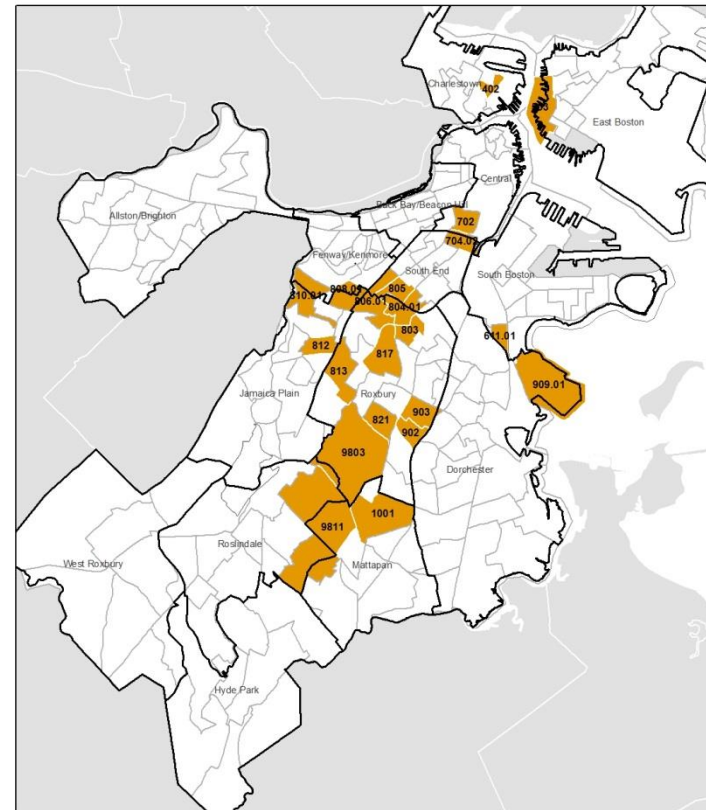 Charlestown
402
East Boston
Central
Back Bay/Beacon Hill
Allston/Brighton
702
704.02
Fenway/Kenmore
South End
South Boston
810.01
808.01
805
806.01
804.01
803
611.01
812
817
813
909.01
Jamaica Plain
Roxbury
821
903
902
9803
Dorchester
1001
9811
West Roxbury
Roslindale
Mattapan
Hyde Park